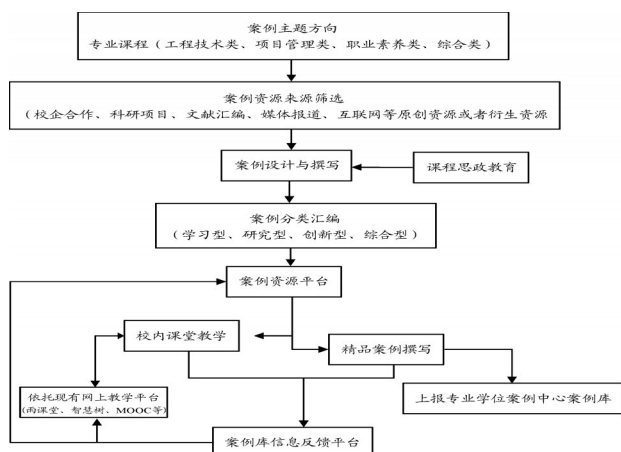 案例主题方向
专业课程（工程技术类、项目管理类、职业素养类、综合类）
案例资源来源筛选
（校企合作、科研项目、文献汇编、媒体报道、互联网等原创资源或者衍生资源
案例设计与撰写
课程思政教育
案例分类汇编
（学习型、研究型、创新型、综合型）
案例资源平台
校内课堂教学
精品案例撰写
依托现有网上教学平台
(雨课堂、智慧树、MOOC等)
上报专业学位案例中心案例库
案例库信息反馈平台